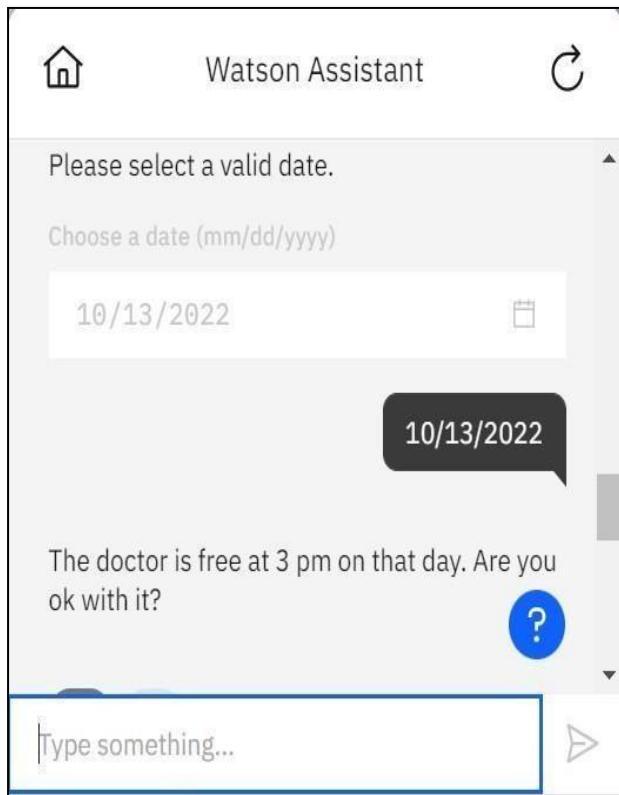 Watson Assistant
Please select a valid date.
Choose a date (mm/dd/yyyy)
10/13/2022
10/13/2022
The doctor is free at 3 pm on that day. Are you
ok with it?
?
Type something...